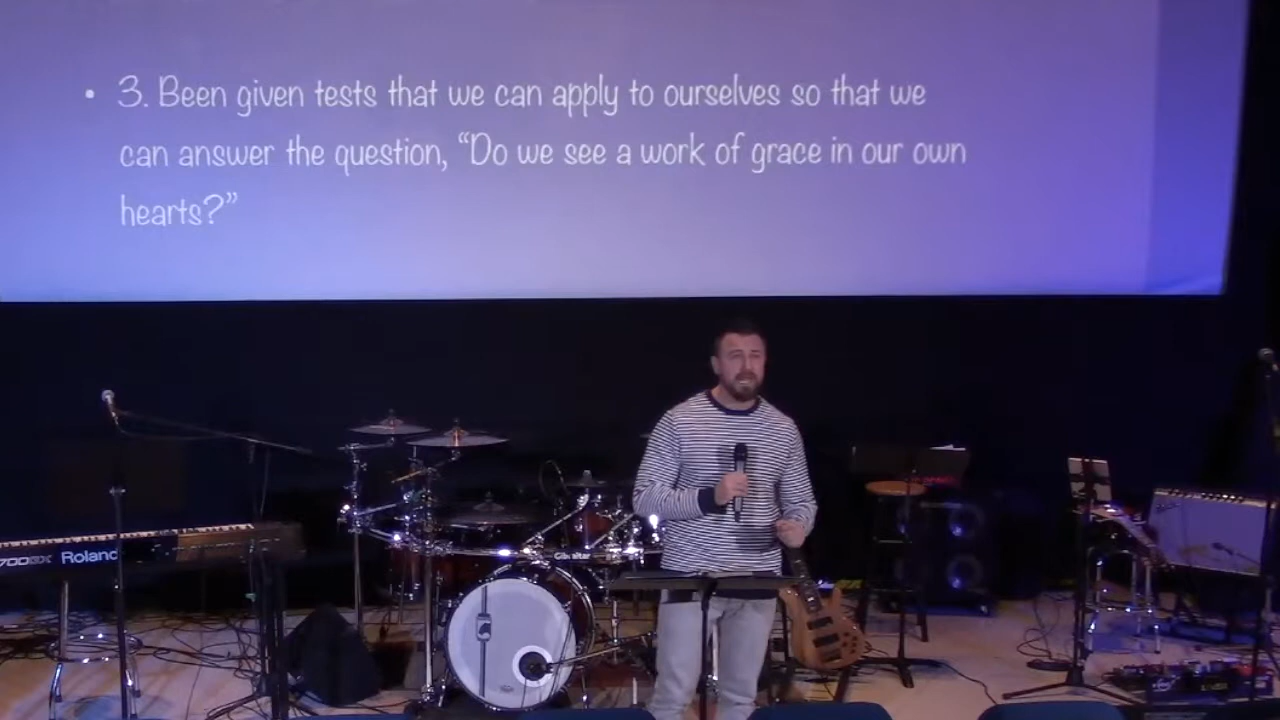 • 3. Been given tests that we can apply to ourselves so that we
can answer the question, “Do we see a work of grace in our own
hearts?”
Roland